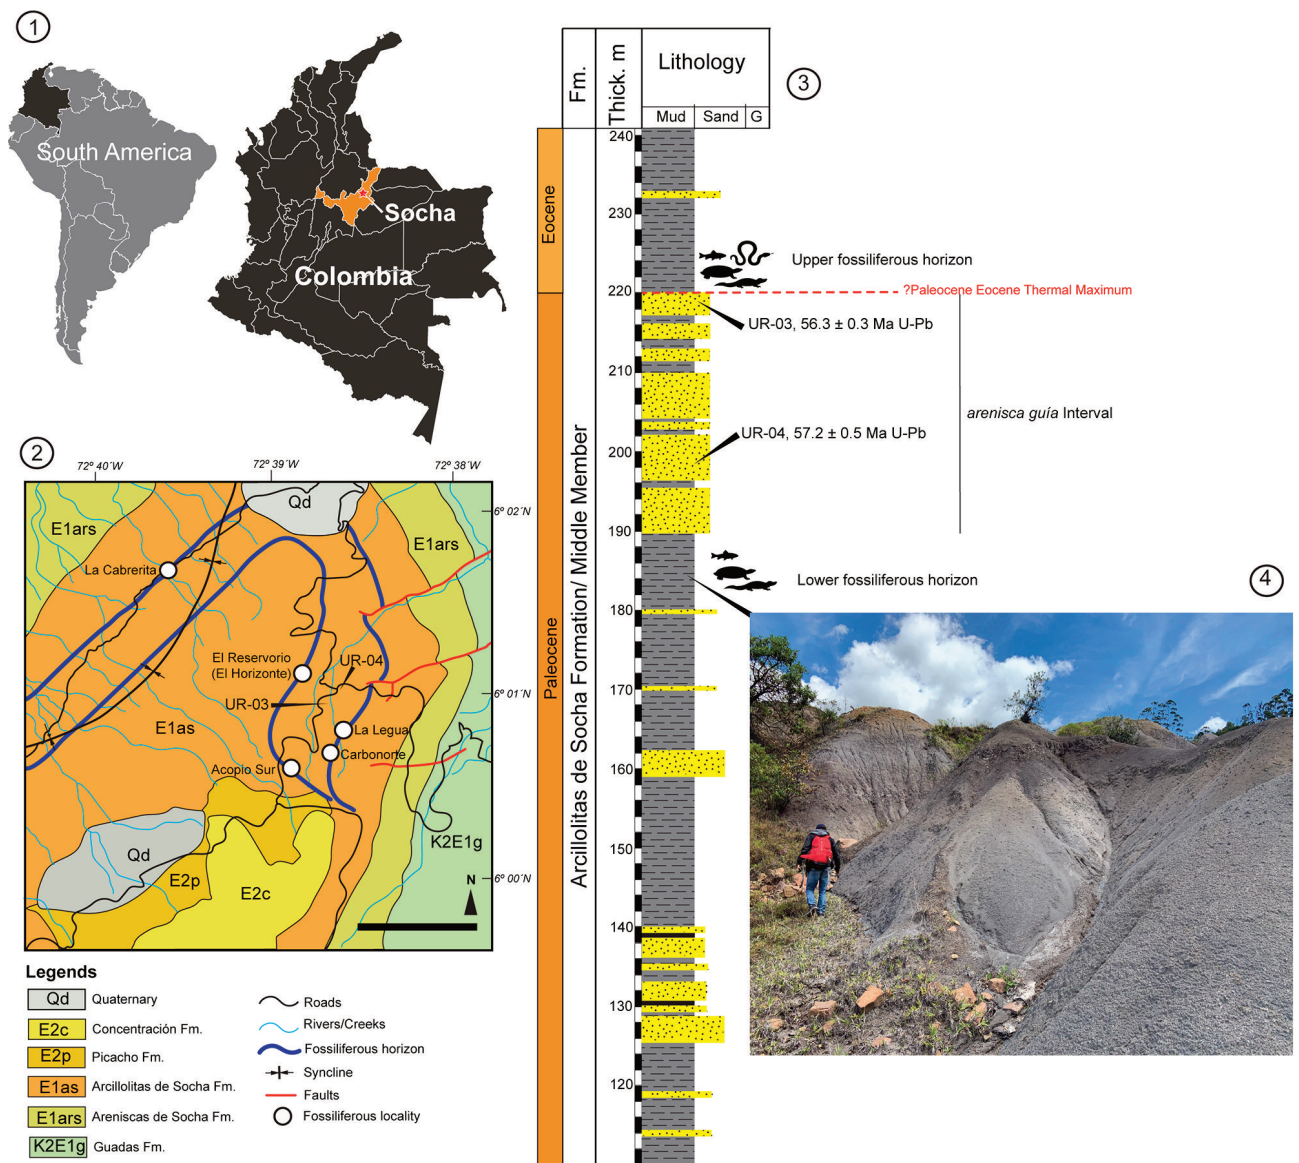 1
South America
Socha
Colombia
2
72° 40´W
72° 39´W
72° 38´W
6° 02´N
6° 01´N
6° 00´N
Qd
E1ars
E1ars
La Cabrerita
El Reservorio
(El Horizonte)
UR-04
UR-03
E1as
La Legua
Carbonorte
Acopio Sur
Qd
E2p
E2c
K2E1g
N
Legends
Qd Quaternary
E2c Concentración Fm.
E2p Picacho Fm.
E1as Arcillolitas de Socha Fm.
E1ars Areniscas de Socha Fm.
K2E1g Guadas Fm.
Roads
Rivers/Creeks
Fossiliferous horizon
Syncline
Faults
Fossiliferous locality
3
Fm.
Thick. m
Lithology
Mud Sand G
Eocene
Paleocene
Arcillolitas de Socha Formation/ Middle Member
240
230
220
210
200
190
180
170
160
150
140
130
120
Upper fossiliferous horizon
?Paleocene Eocene Thermal Maximum
UR-03, 56.3 ± 0.3 Ma U-Pb
arenisca guía Interval
UR-04, 57.2 ± 0.5 Ma U-Pb
Lower fossiliferous horizon
4